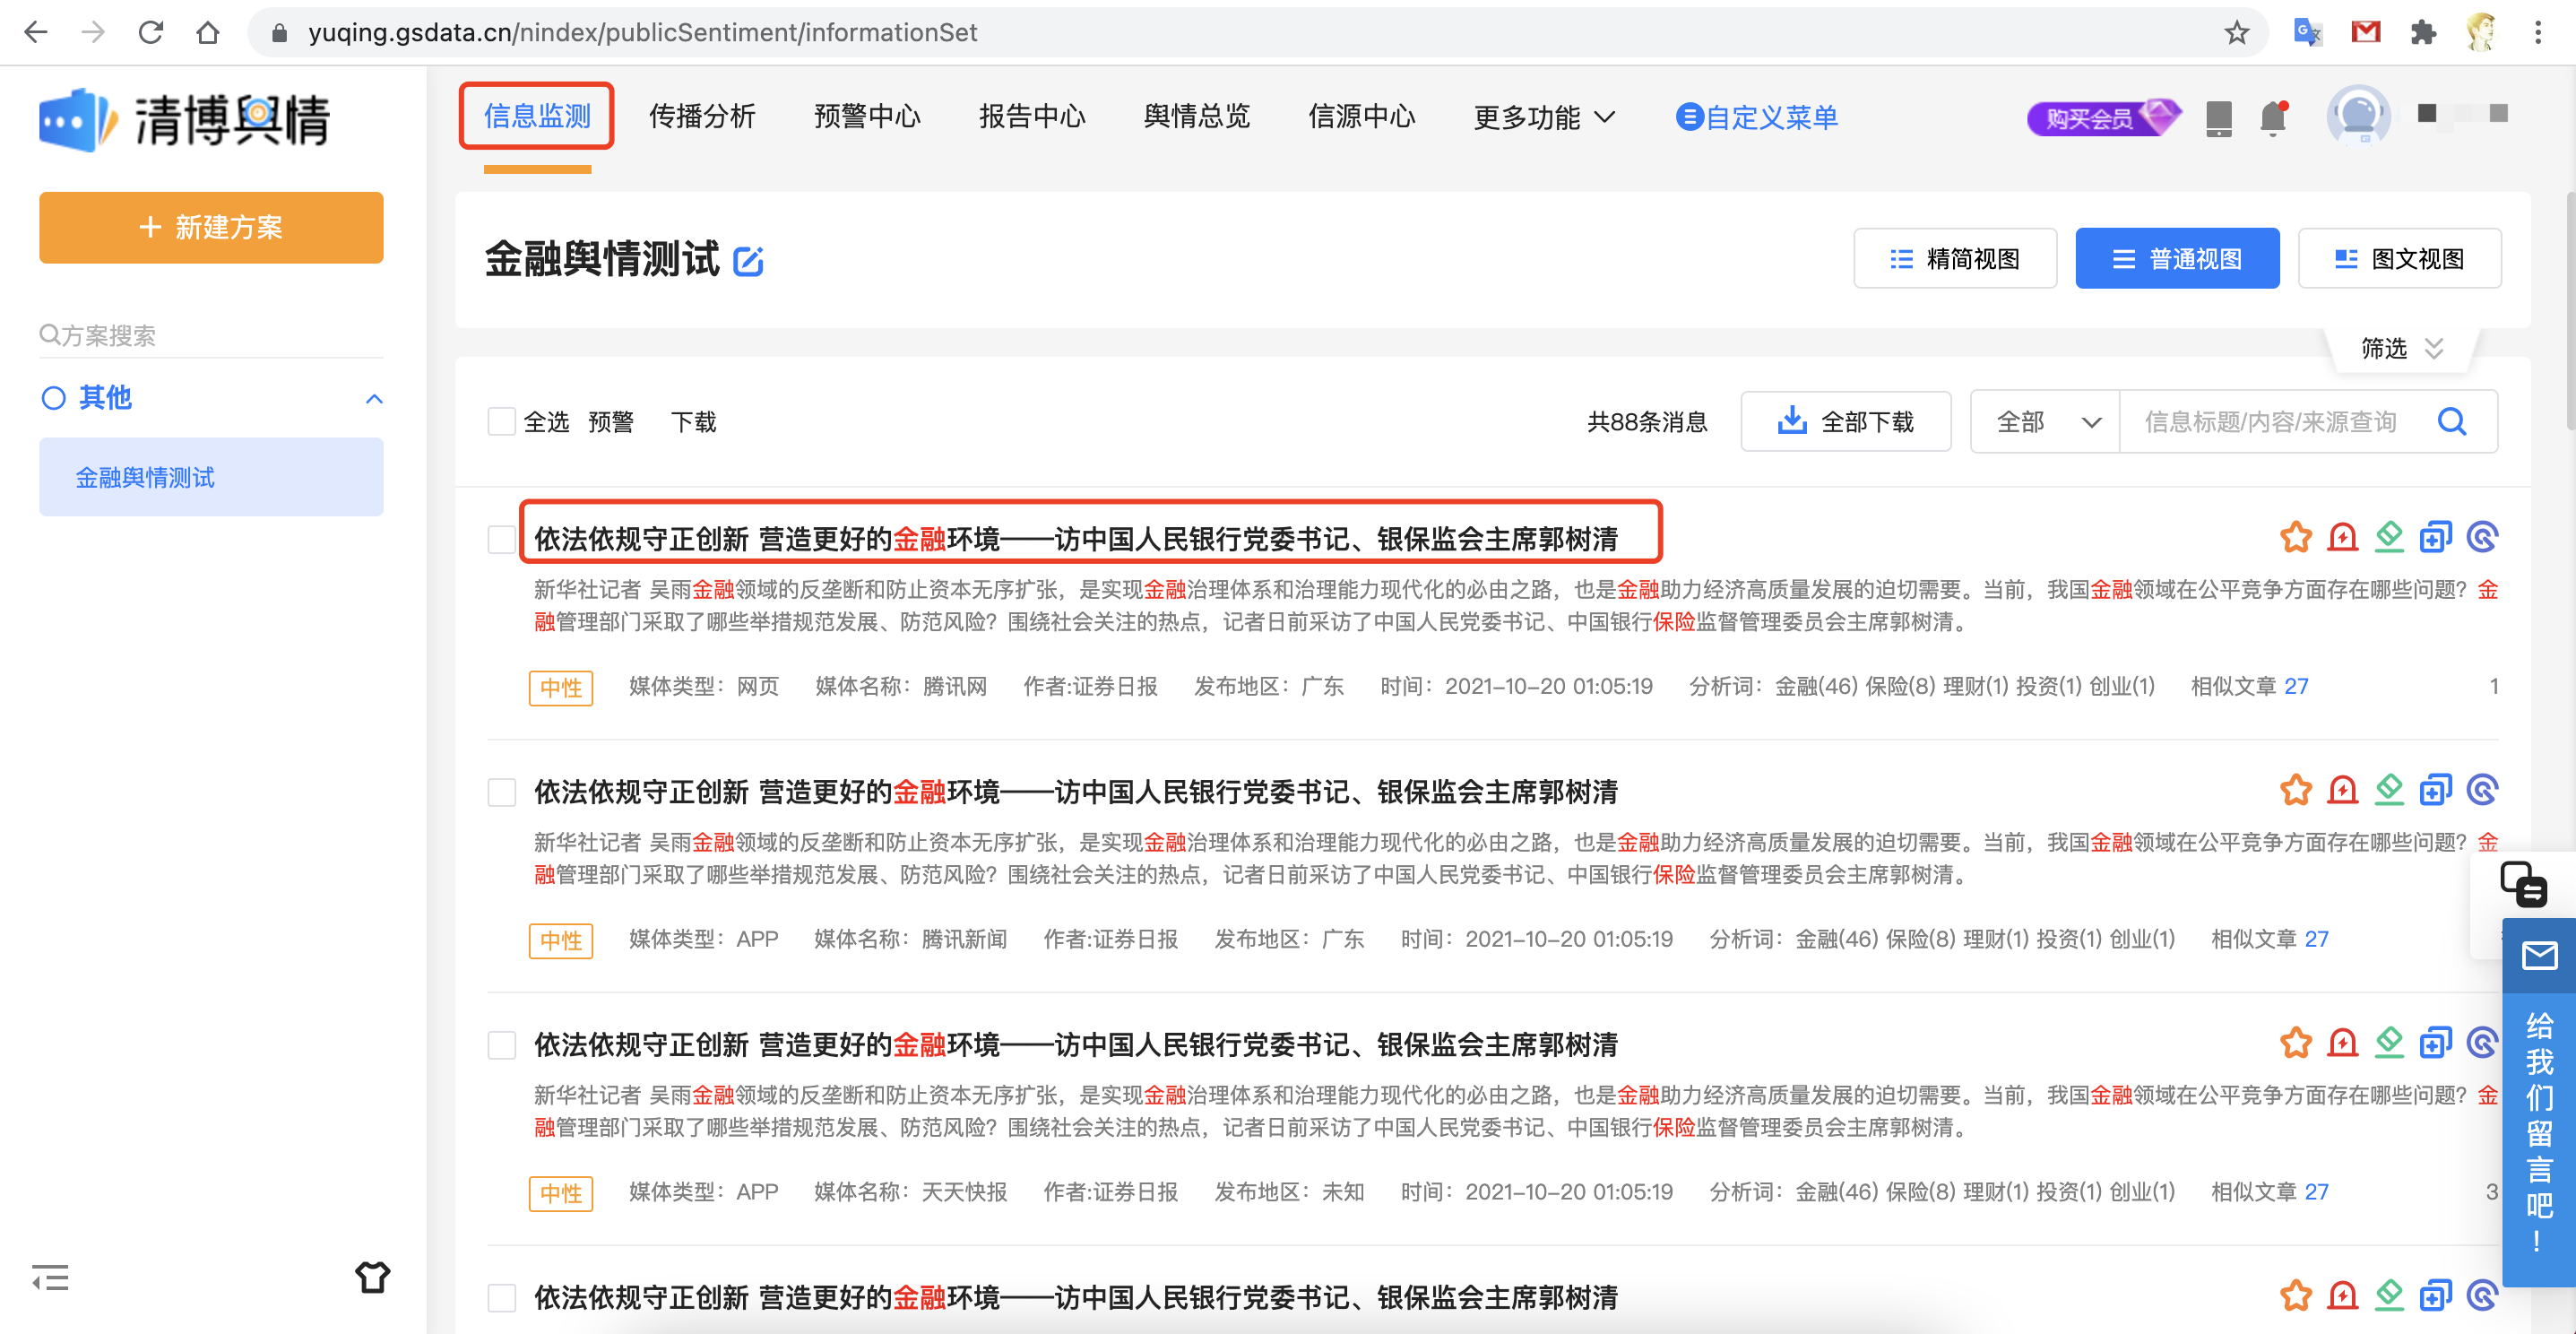 yuqing.gsdata.cn/nindex/publicSentiment/informationSet
清博舆情
信息监测 传播分析 预警中心 报告中心 舆情总览 信源中心 更多功能 自定义菜单 购买会员
+ 新建方案
方案搜索
其他
金融舆情测试
金融舆情测试
精简视图 普通视图 图文视图
筛选
全选 预警 下载 共88条消息 全部下载 全部 信息标题/内容/来源查询
依法依规守正创新 营造更好的金融环境——访中国人民银行党委书记、银保监会主席郭树清
新华社记者 吴雨金融领域的反垄断和防止资本无序扩张，是实现金融治理体系和治理能力现代化的必由之路，也是金融助力经济高质量发展的迫切需要。当前，我国金融领域在公平竞争方面存在哪些问题？金
融管理部门采取了哪些举措规范发展、防范风险？围绕社会关注的热点，记者日前采访了中国人民党委书记、中国银行保险监督管理委员会主席郭树清。
中性 媒体类型：网页 媒体名称：腾讯网 作者:证券日报 发布地区：广东 时间：2021-10-20 01:05:19 分析词：金融(46) 保险(8) 理财(1) 投资(1) 创业(1) 相似文章 27 1
依法依规守正创新 营造更好的金融环境——访中国人民银行党委书记、银保监会主席郭树清
新华社记者 吴雨金融领域的反垄断和防止资本无序扩张，是实现金融治理体系和治理能力现代化的必由之路，也是金融助力经济高质量发展的迫切需要。当前，我国金融领域在公平竞争方面存在哪些问题？金
融管理部门采取了哪些举措规范发展、防范风险？围绕社会关注的热点，记者日前采访了中国人民党委书记、中国银行保险监督管理委员会主席郭树清。
中性 媒体类型：APP 媒体名称：腾讯新闻 作者:证券日报 发布地区：广东 时间：2021-10-20 01:05:19 分析词：金融(46) 保险(8) 理财(1) 投资(1) 创业(1) 相似文章 27
依法依规守正创新 营造更好的金融环境——访中国人民银行党委书记、银保监会主席郭树清
新华社记者 吴雨金融领域的反垄断和防止资本无序扩张，是实现金融治理体系和治理能力现代化的必由之路，也是金融助力经济高质量发展的迫切需要。当前，我国金融领域在公平竞争方面存在哪些问题？金
融管理部门采取了哪些举措规范发展、防范风险？围绕社会关注的热点，记者日前采访了中国人民党委书记、中国银行保险监督管理委员会主席郭树清。
中性 媒体类型：APP 媒体名称：天天快报 作者:证券日报 发布地区：未知 时间：2021-10-20 01:05:19 分析词：金融(46) 保险(8) 理财(1) 投资(1) 创业(1) 相似文章 27 3
依法依规守正创新 营造更好的金融环境——访中国人民银行党委书记、银保监会主席郭树清
给我们留言吧！